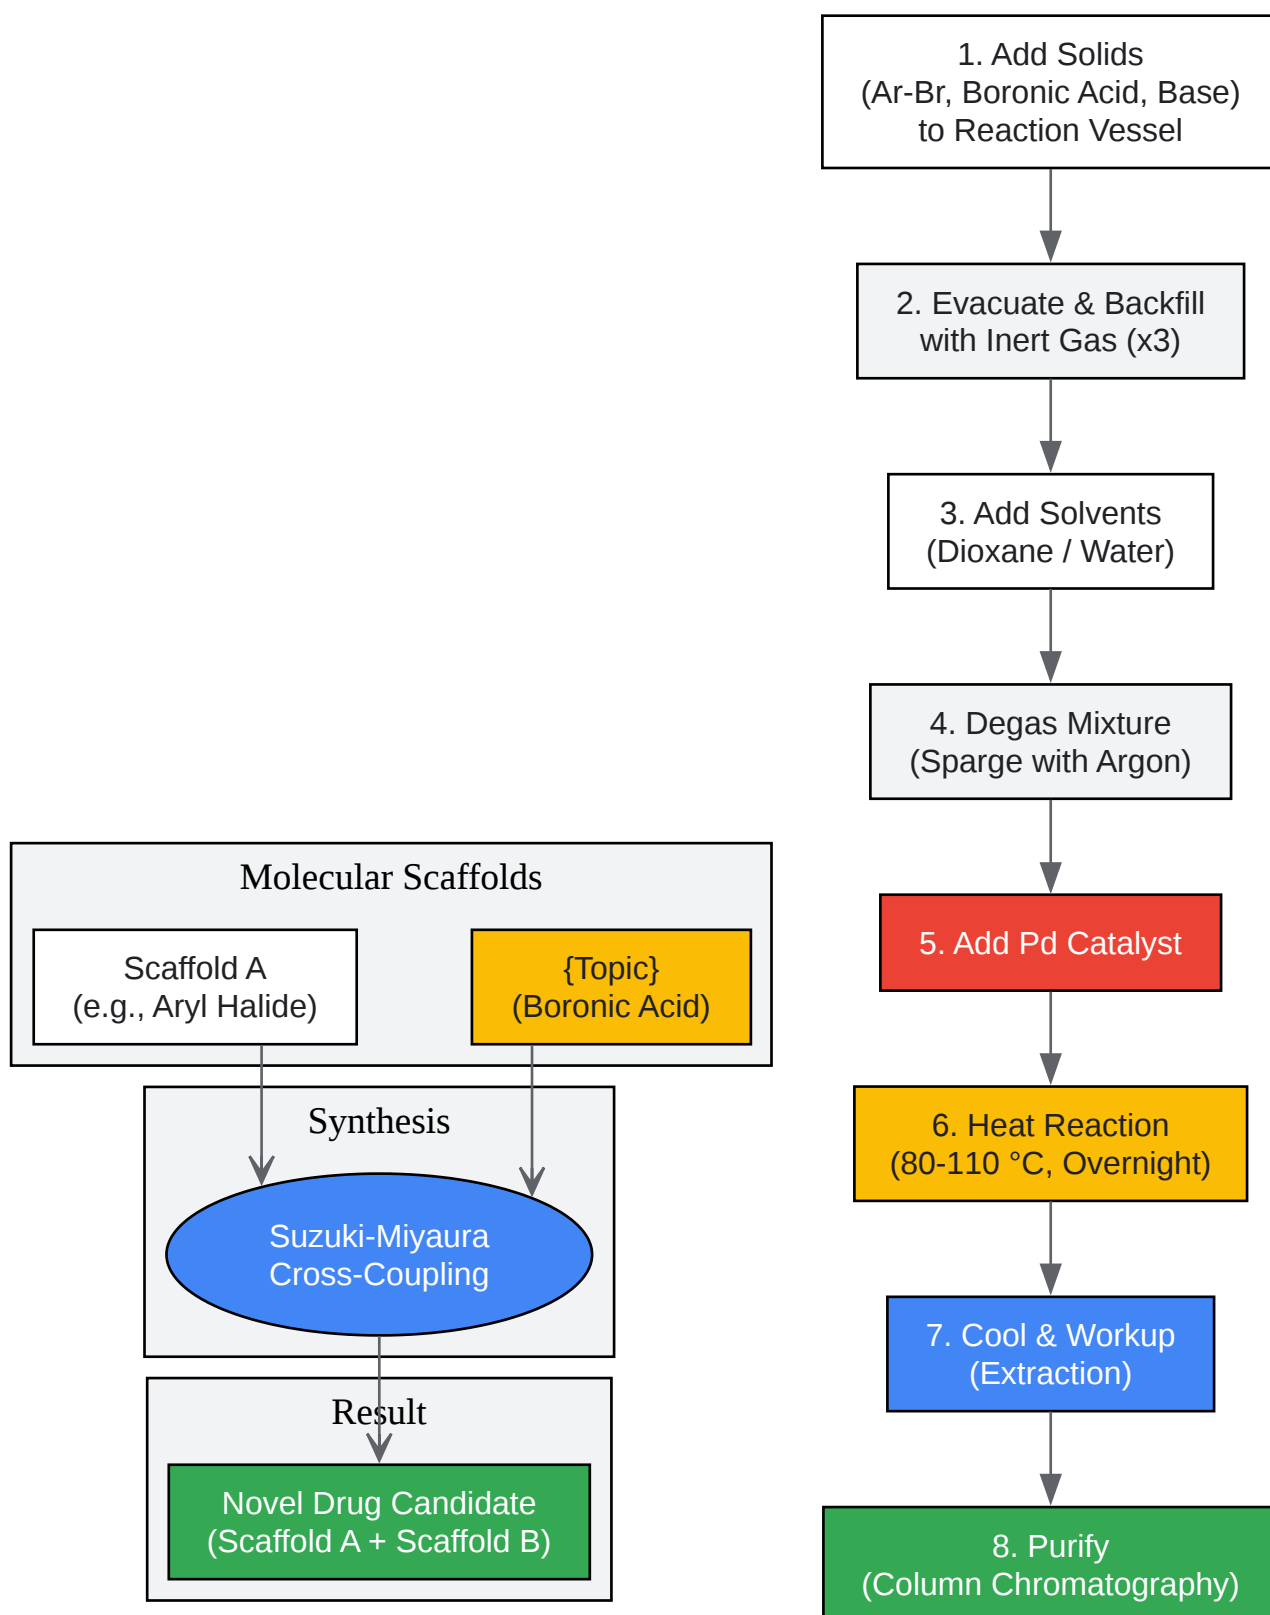 1. Add Solids
(Ar-Br, Boronic Acid, Base)
to Reaction Vessel
2. Evacuate & Backfill
with Inert Gas (x3)
3. Add Solvents
(Dioxane / Water)
4. Degas Mixture
(Sparge with Argon)
5. Add Pd Catalyst
6. Heat Reaction
(80-110 °C, Overnight)
7. Cool & Workup
(Extraction)
8. Purify
(Column Chromatography)
Molecular Scaffolds
Scaffold A
(e.g., Aryl Halide)
{Topic}
(Boronic Acid)
Synthesis
Suzuki-Miyaura
Cross-Coupling
Result
Novel Drug Candidate
(Scaffold A + Scaffold B)